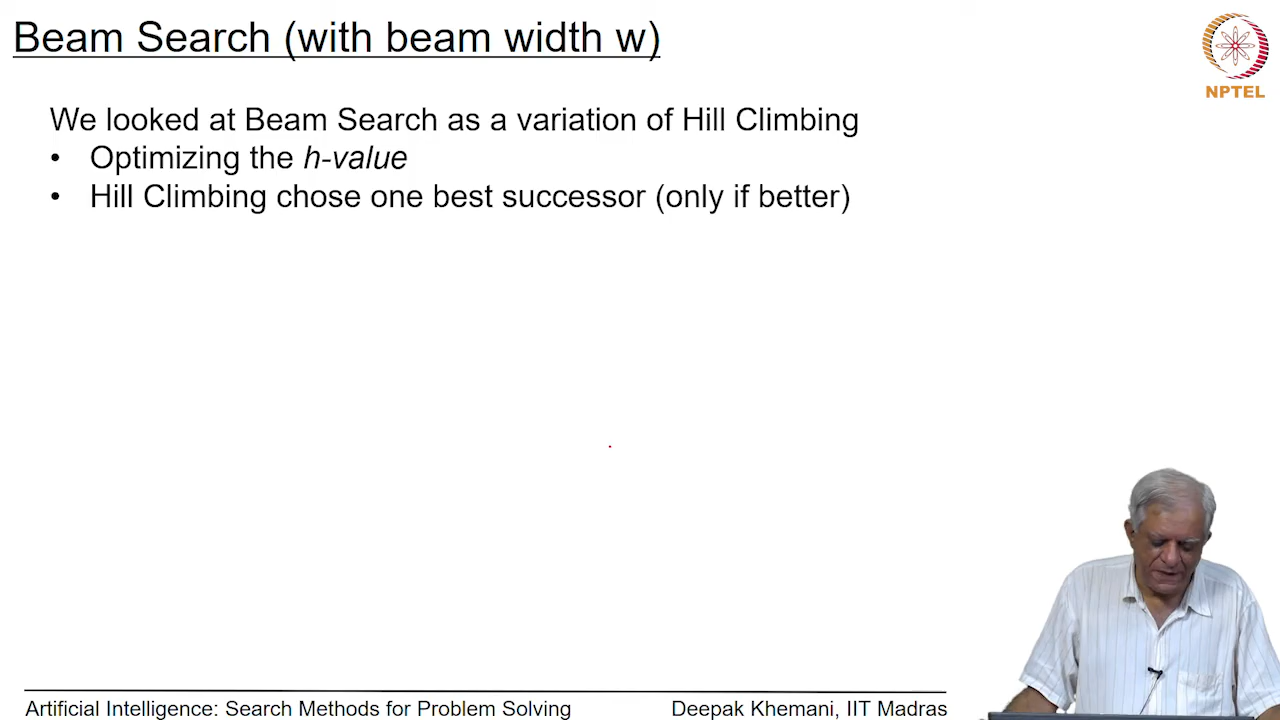 Beam Search (with beam width w)
NPTEL
We looked at Beam Search as a variation of Hill Climbing
• Optimizing the h-value
• Hill Climbing chose one best successor (only if better)
Artificial Intelligence: Search Methods for Problem Solving
Deepak Khemani, IIT Madras